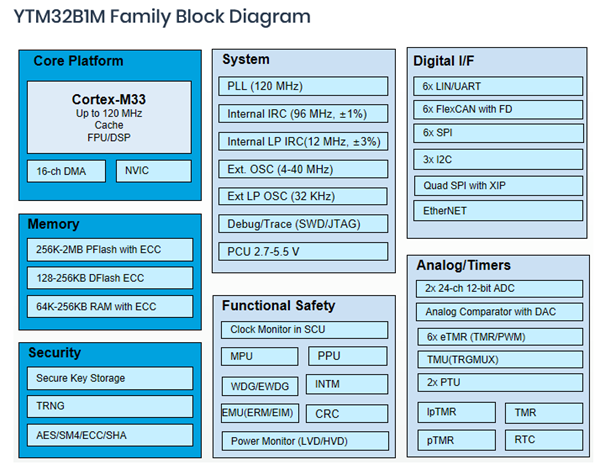 YTM32B1M Family Block Diagram
Core Platform
Cortex-M33
Up to 120 MHz
Cache
FPU/DSP
16-ch DMA
NVIC
Memory
256K-2MB PFlash with ECC
128-256KB DFlash ECC
64K-256KB RAM with ECC
Security
Secure Key Storage
TRNG
AES/SM4/ECC/SHA
System
PLL (120 MHz)
Internal IRC (96 MHz, ±1%)
Internal LP IRC(12 MHz, ±3%)
Ext. OSC (4-40 MHz)
Ext LP OSC (32 KHz)
Debug/Trace (SWD/JTAG)
PCU 2.7-5.5 V
Functional Safety
Clock Monitor in SCU
MPU
PPU
WDG/EWDG
INTM
EMU(ERM/EIM)
CRC
Power Monitor (LVD/HVD)
Digital I/F
6x LIN/UART
6x FlexCAN with FD
6x SPI
3x I2C
Quad SPI with XIP
EtherNET
Analog/Timers
2x 24-ch 12-bit ADC
Analog Comparator with DAC
6x eTMR (TMR/PWM)
TMU(TRGMUX)
2x PTU
lpTMR
TMR
pTMR
RTC